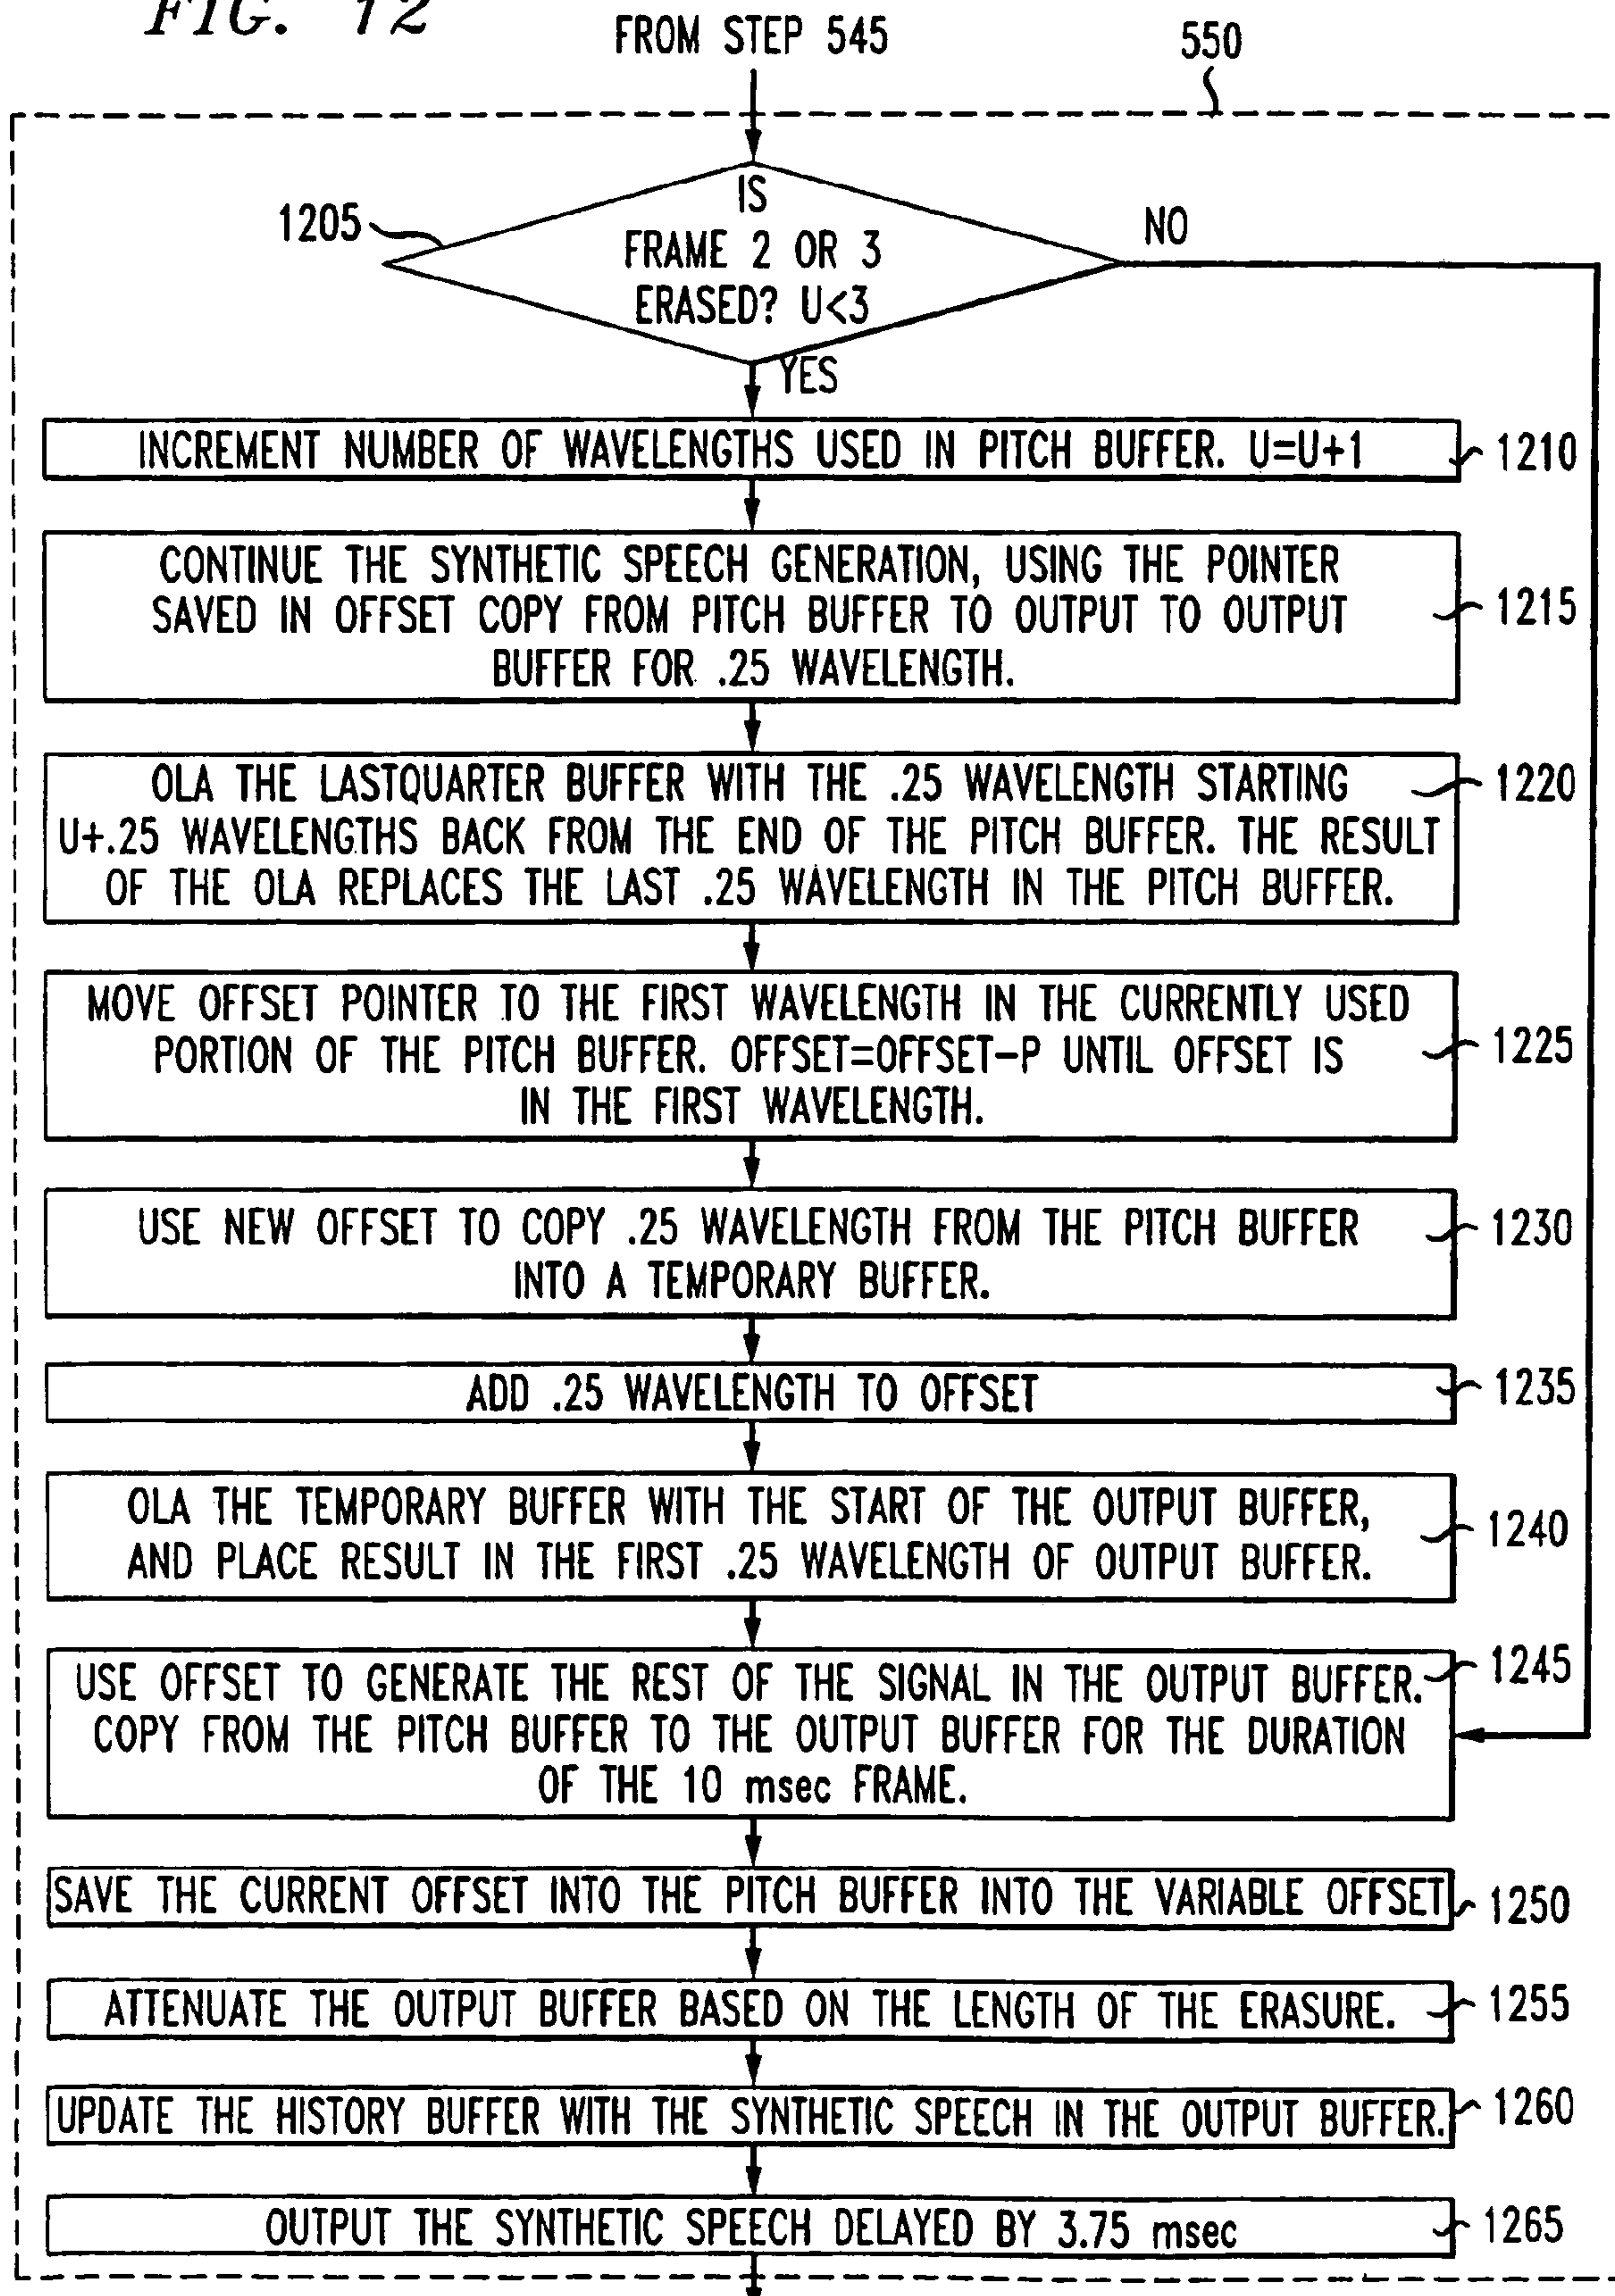 FIG. 12
FROM STEP 545
550
1205
IS
FRAME 2 OR 3
ERASED? U<3
NO
YES
INCREMENT NUMBER OF WAVELENGTHS USED IN PITCH BUFFER. U=U+1
1210
CONTINUE THE SYNTHETIC SPEECH GENERATION, USING THE POINTER
SAVED IN OFFSET COPY FROM PITCH BUFFER TO OUTPUT TO OUTPUT
BUFFER FOR .25 WAVELENGTH.
1215
OLA THE LASTQUARTER BUFFER WITH THE .25 WAVELENGTH STARTING
U+.25 WAVELENGTHS BACK FROM THE END OF THE PITCH BUFFER. THE RESULT
OF THE OLA REPLACES THE LAST .25 WAVELENGTH IN THE PITCH BUFFER.
1220
MOVE OFFSET POINTER TO THE FIRST WAVELENGTH IN THE CURRENTLY USED
PORTION OF THE PITCH BUFFER. OFFSET=OFFSET-P UNTIL OFFSET IS
IN THE FIRST WAVELENGTH.
1225
USE NEW OFFSET TO COPY .25 WAVELENGTH FROM THE PITCH BUFFER
INTO A TEMPORARY BUFFER.
1230
ADD .25 WAVELENGTH TO OFFSET
1235
OLA THE TEMPORARY BUFFER WITH THE START OF THE OUTPUT BUFFER,
AND PLACE RESULT IN THE FIRST .25 WAVELENGTH OF OUTPUT BUFFER.
1240
USE OFFSET TO GENERATE THE REST OF THE SIGNAL IN THE OUTPUT BUFFER.
COPY FROM THE PITCH BUFFER TO THE OUTPUT BUFFER FOR THE DURATION
OF THE 10 msec FRAME.
1245
SAVE THE CURRENT OFFSET INTO THE PITCH BUFFER INTO THE VARIABLE OFFSET
1250
ATTENUATE THE OUTPUT BUFFER BASED ON THE LENGTH OF THE ERASURE.
1255
UPDATE THE HISTORY BUFFER WITH THE SYNTHETIC SPEECH IN THE OUTPUT BUFFER.
1260
OUTPUT THE SYNTHETIC SPEECH DELAYED BY 3.75 msec
1265